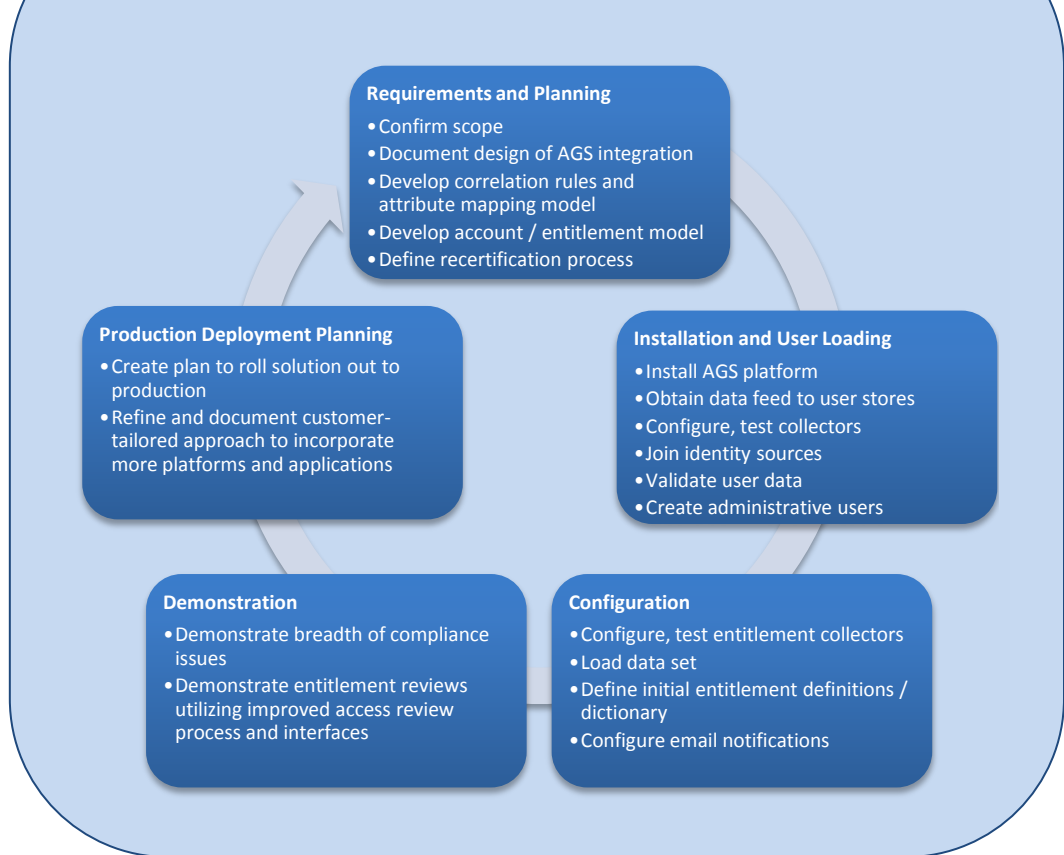 Requirements and Planning
•Confirm scope
•Document design of AGS integration
•Develop correlation rules and
attribute mapping model
•Develop account / entitlement model
•Define recertification process
Installation and User Loading
•Install AGS platform
•Obtain data feed to user stores
•Configure, test collectors
•Join identity sources
•Validate user data
•Create administrative users
Configuration
•Configure, test entitlement collectors
•Load data set
•Define initial entitlement definitions /
dictionary
•Configure email notifications
Demonstration
•Demonstrate breadth of compliance
issues
•Demonstrate entitlement reviews
utilizing improved access review
process and interfaces
Production Deployment Planning
•Create plan to roll solution out to
production
•Refine and document customer-
tailored approach to incorporate
more platforms and applications